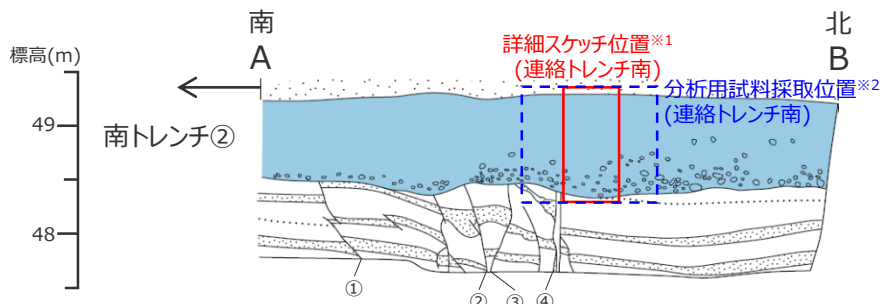 南
A
北
B
標高(m)
49
48
南トレンチ②
詳細スケッチ位置※1
(連絡トレンチ南)
分析用試料採取位置※2
(連絡トレンチ南)
①
②
③
④